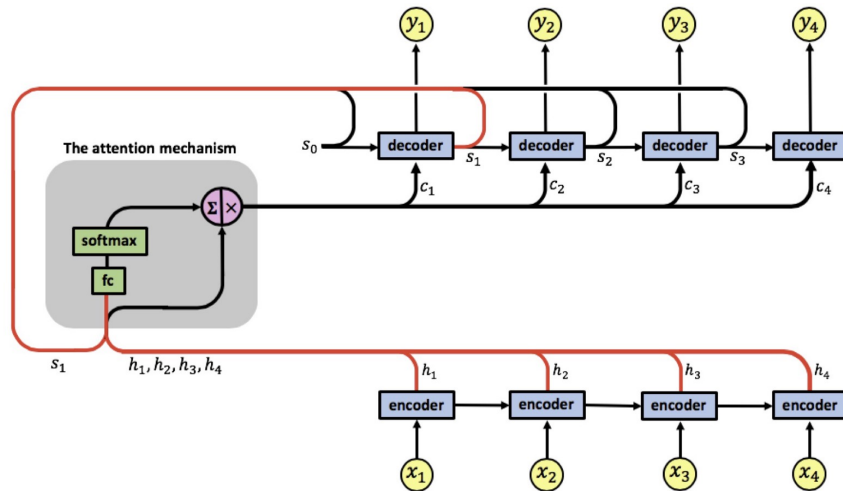 y₁ y₂ y₃ y₄
The attention mechanism
s₀ decoder s₁ decoder s₂ decoder s₃ decoder
Σ × c₁ c₂ c₃ c₄
softmax
fc
s₁ h₁, h₂, h₃, h₄ h₁ h₂ h₃ h₄
encoder encoder encoder encoder
x₁ x₂ x₃ x₄